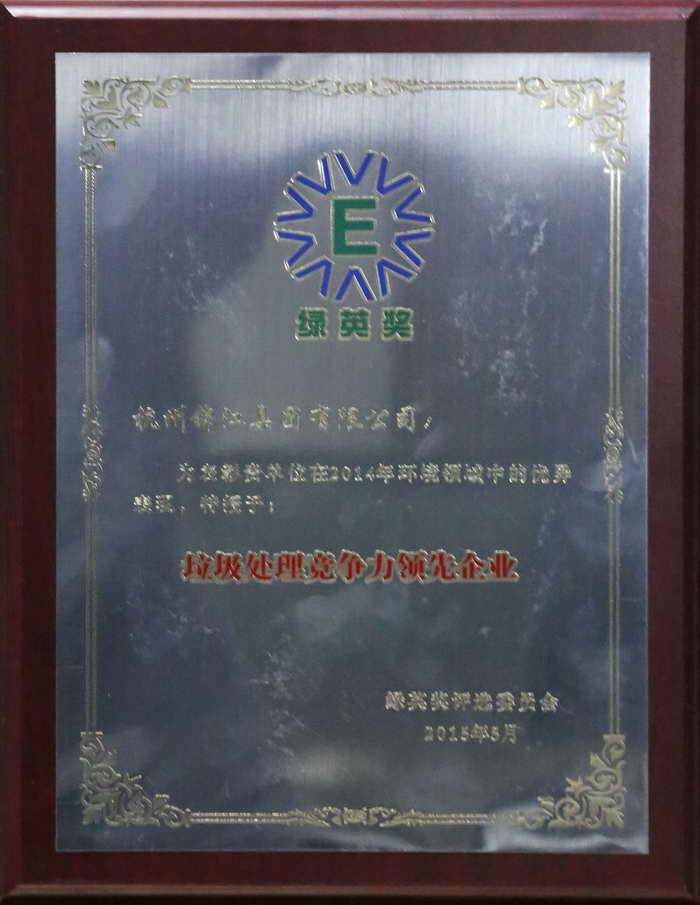 E
绿英奖
杭州锦江集团有限公司：
为表彰贵单位在2014年环境领域中的优异
表现，特授予：
垃圾处理竞争力领先企业
绿英奖评选委员会
2015年5月